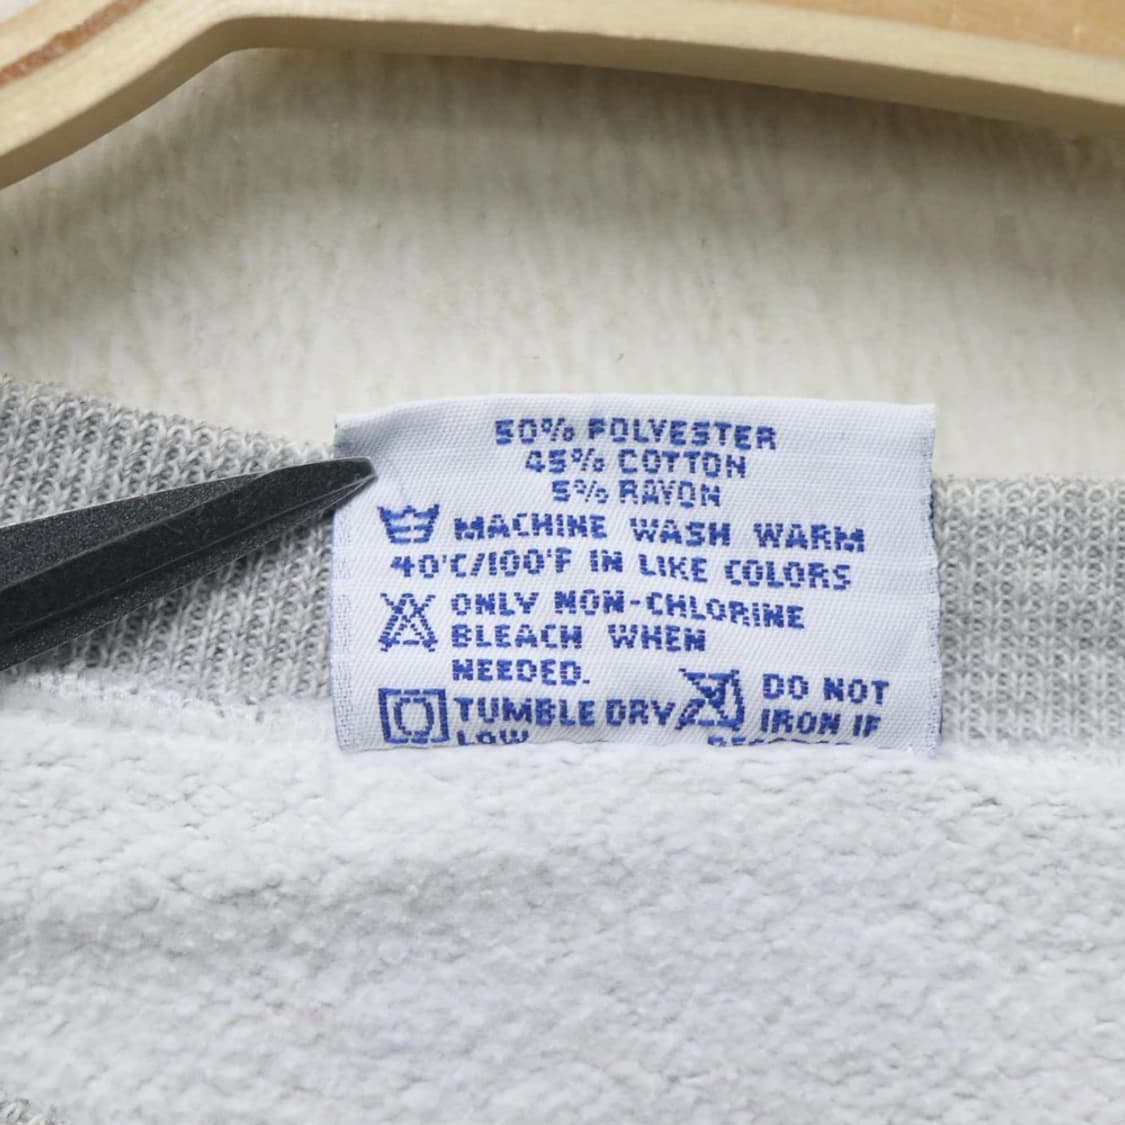 50% POLYESTER
45% COTTON
5% RAYON
MACHINE WASH WARM
40'C/100'F IN LIKE COLORS
ONLY NON-CHLORINE
BLEACH WHEN
NEEDED.
TUMBLE DRY
LOW
DO NOT
IRON IF